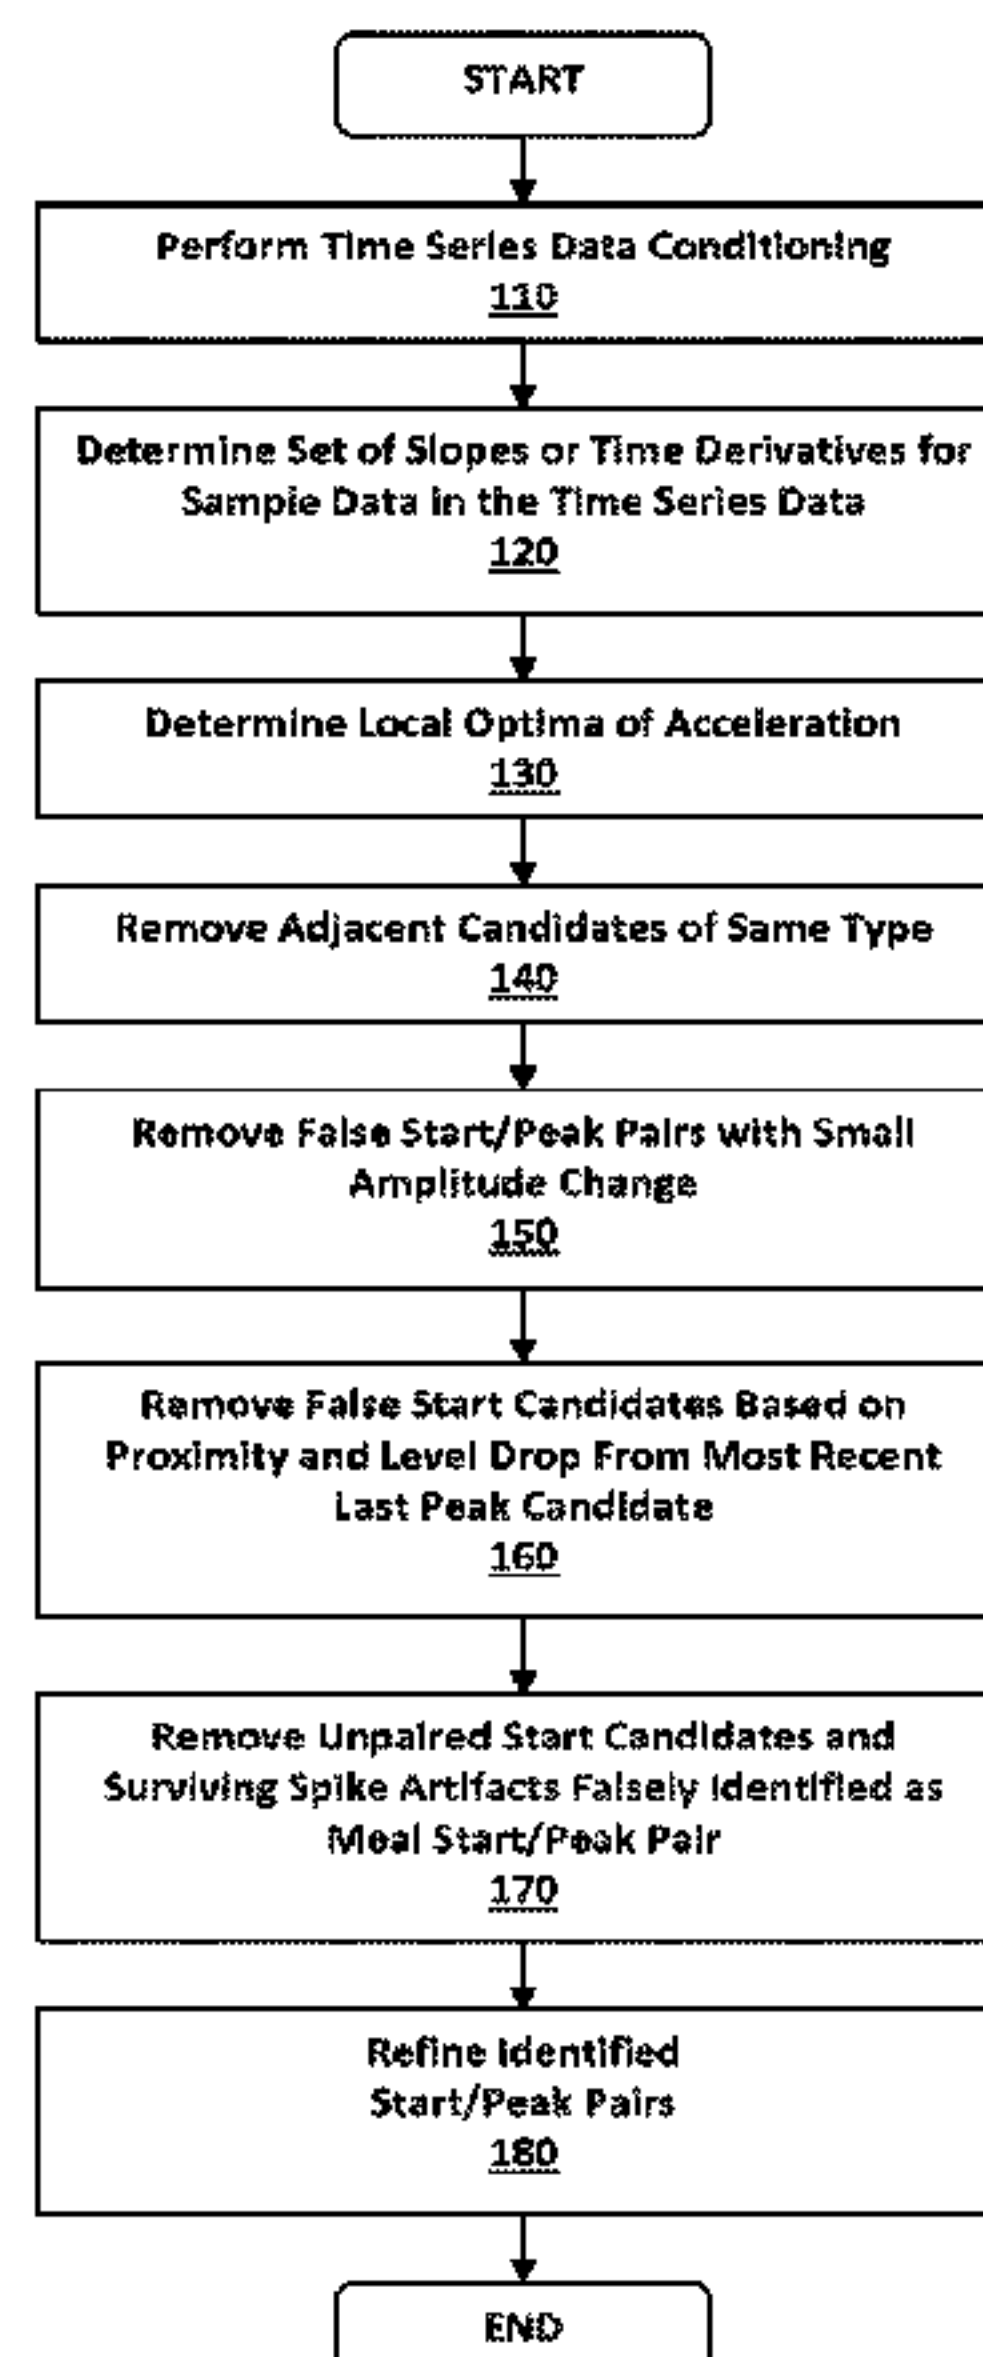 START
Perform Time Series Data Conditioning
110
Determine Set of Slopes or Time Derivatives for
Sample Data in the Time Series Data
120
Determine Local Optima of Acceleration
130
Remove Adjacent Candidates of Same Type
140
Remove False Start/Peak Pairs with Small
Amplitude Change
150
Remove False Start Candidates Based on
Proximity and Level Drop From Most Recent
Last Peak Candidate
160
Remove Unpaired Start Candidates and
Surviving Spike Artifacts Falsely Identified as
Meal Start/Peak Pair
170
Refine Identified
Start/Peak Pairs
180
END